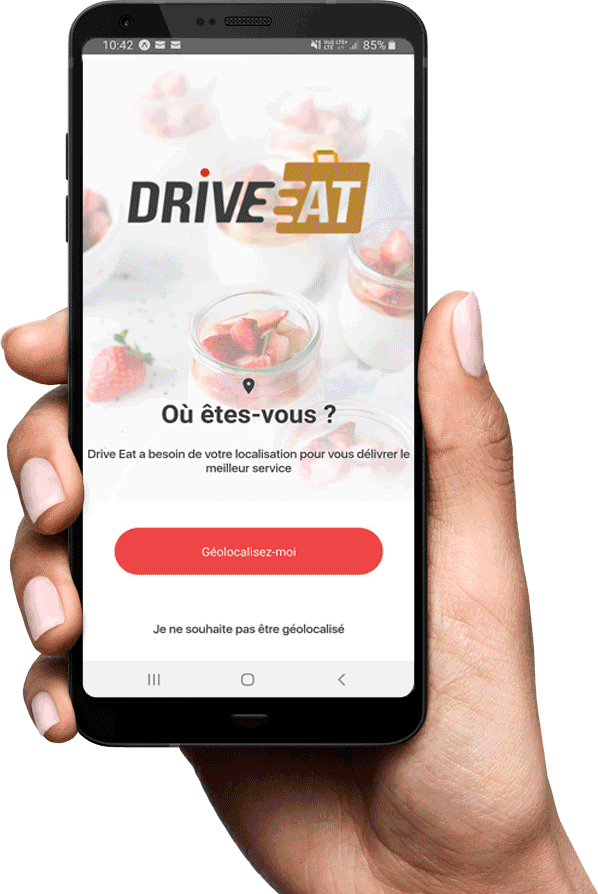 10:42 85%
DRIVE EAT
Où êtes-vous ?
Drive Eat a besoin de votre localisation pour vous délivrer le
meilleur service
Géolocalisez-moi
Je ne souhaite pas être géolocalisé